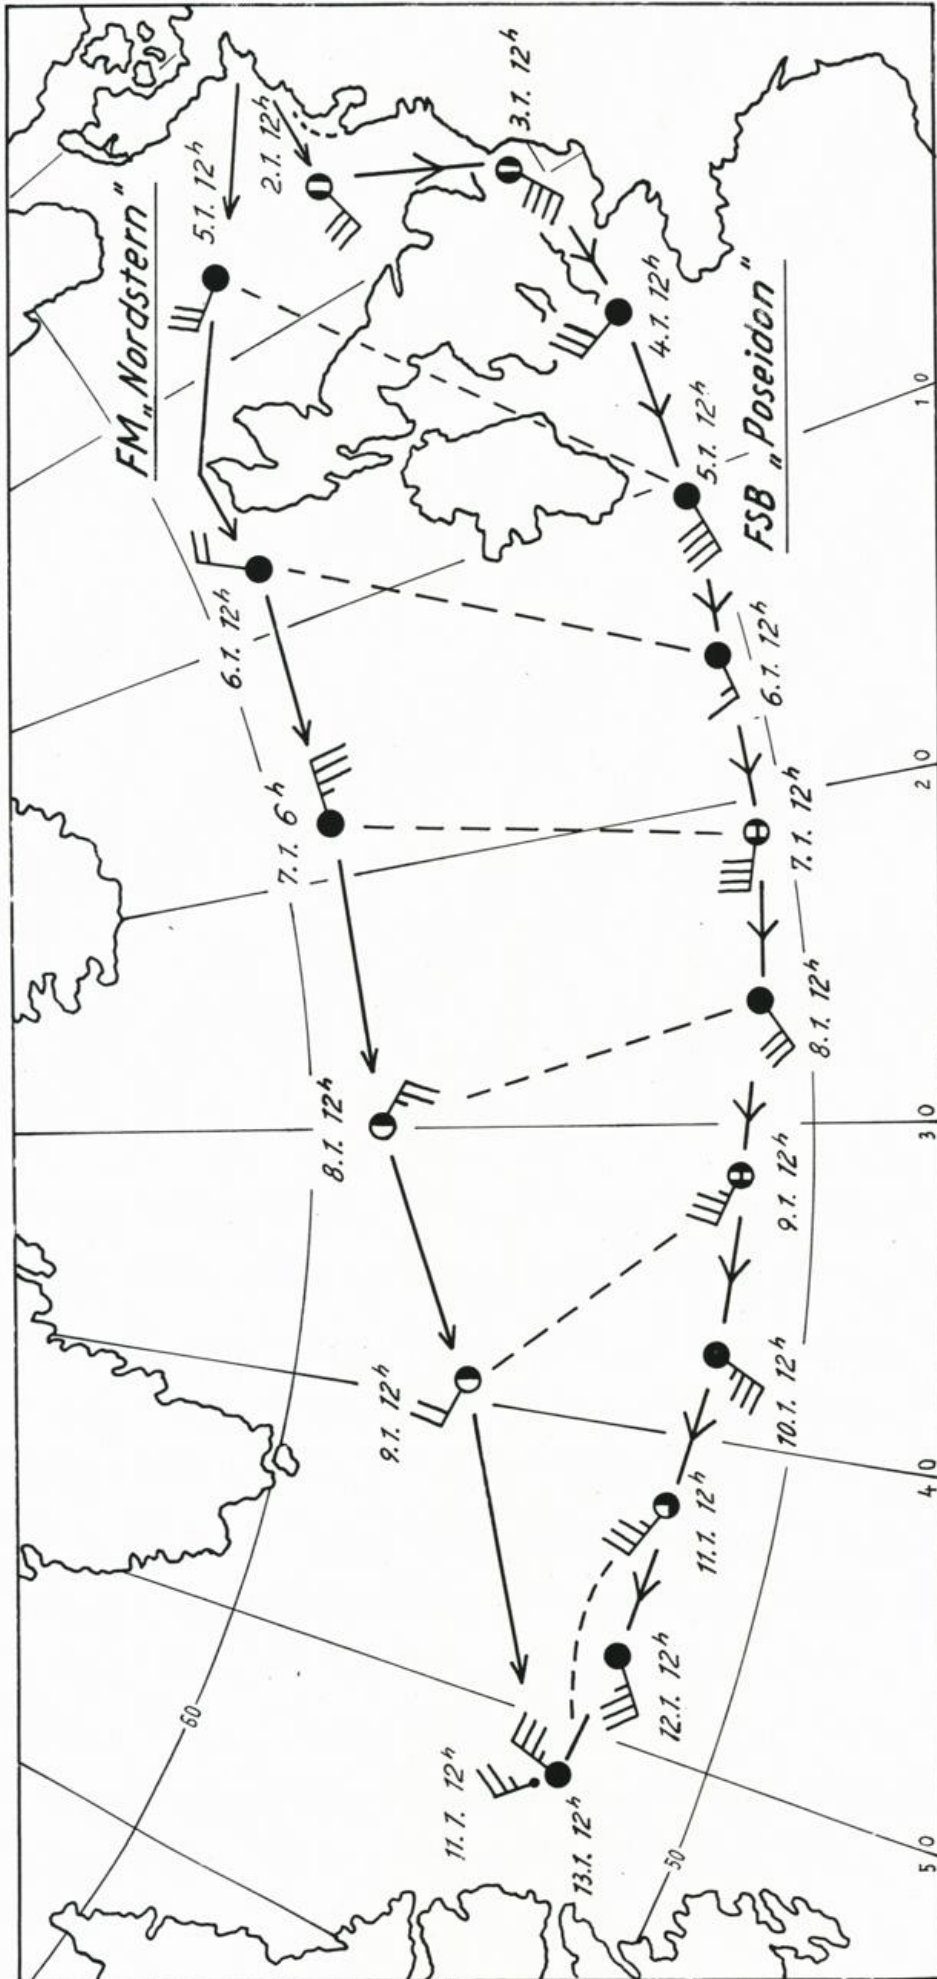 FM „Nordstern“
5.1. 12h
6.1. 12h
7.1. 6h
8.1. 12h
9.1. 12h
11.1. 12h
2.1. 12h
3.1. 12h
4.1. 12h
5.1. 12h
FSB „Poseidon“
6.1. 12h
7.1. 12h
8.1. 12h
9.1. 12h
10.1. 12h
11.1. 12h
12.1. 12h
13.1. 12h
60
50
50
40
30
20
10